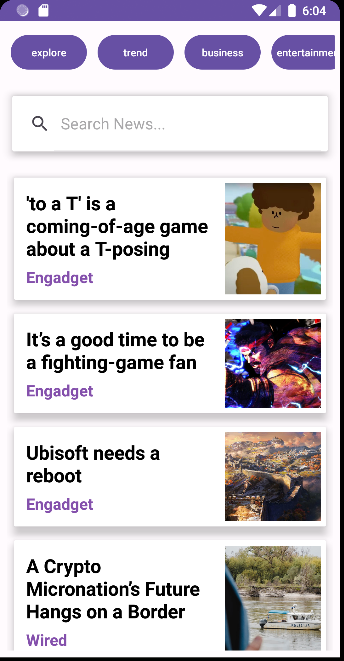 6:04
explore trend business entertainme
Search News...
'to a T' is a
coming-of-age game
about a T-posing
Engadget
It's a good time to be
a fighting-game fan
Engadget
Ubisoft needs a
reboot
Engadget
A Crypto
Micronation's Future
Hangs on a Border
Wired